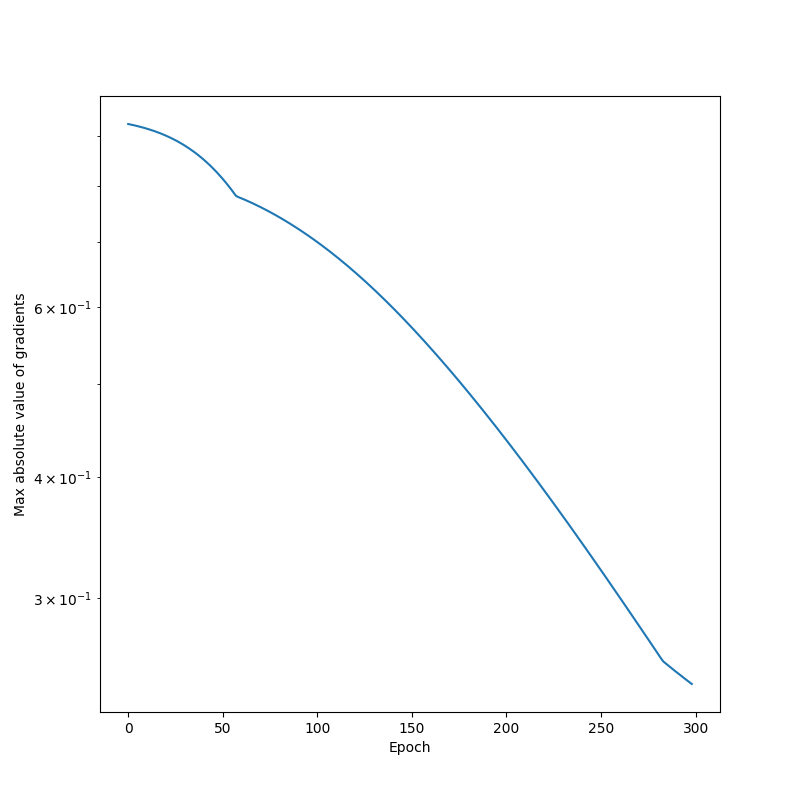 Max absolute value of gradients
6 × 10⁻¹
4 × 10⁻¹
3 × 10⁻¹
0 50 100 150 200 250 300
Epoch